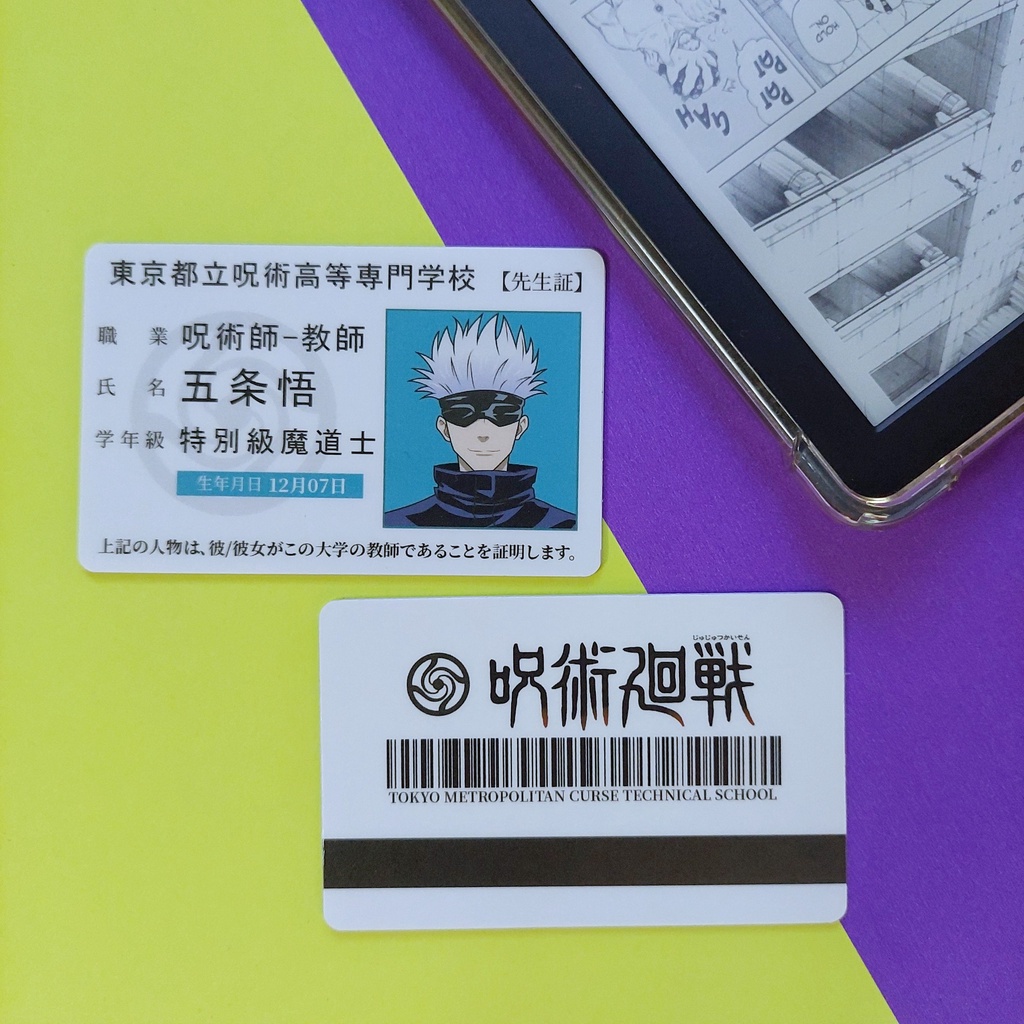 HOLD ON.
PAT PAT
GAH
東京都立呪術高等専門学校 【先生証】
職業 呪術師-教師
氏名 五条悟
学年級 特別級魔道士
生年月日 12月07日
上記の人物は、彼/彼女がこの大学の教師であることを証明します。
じゅじゅつかいせん
呪術廻戦
TOKYO METROPOLITAN CURSE TECHNICAL SCHOOL